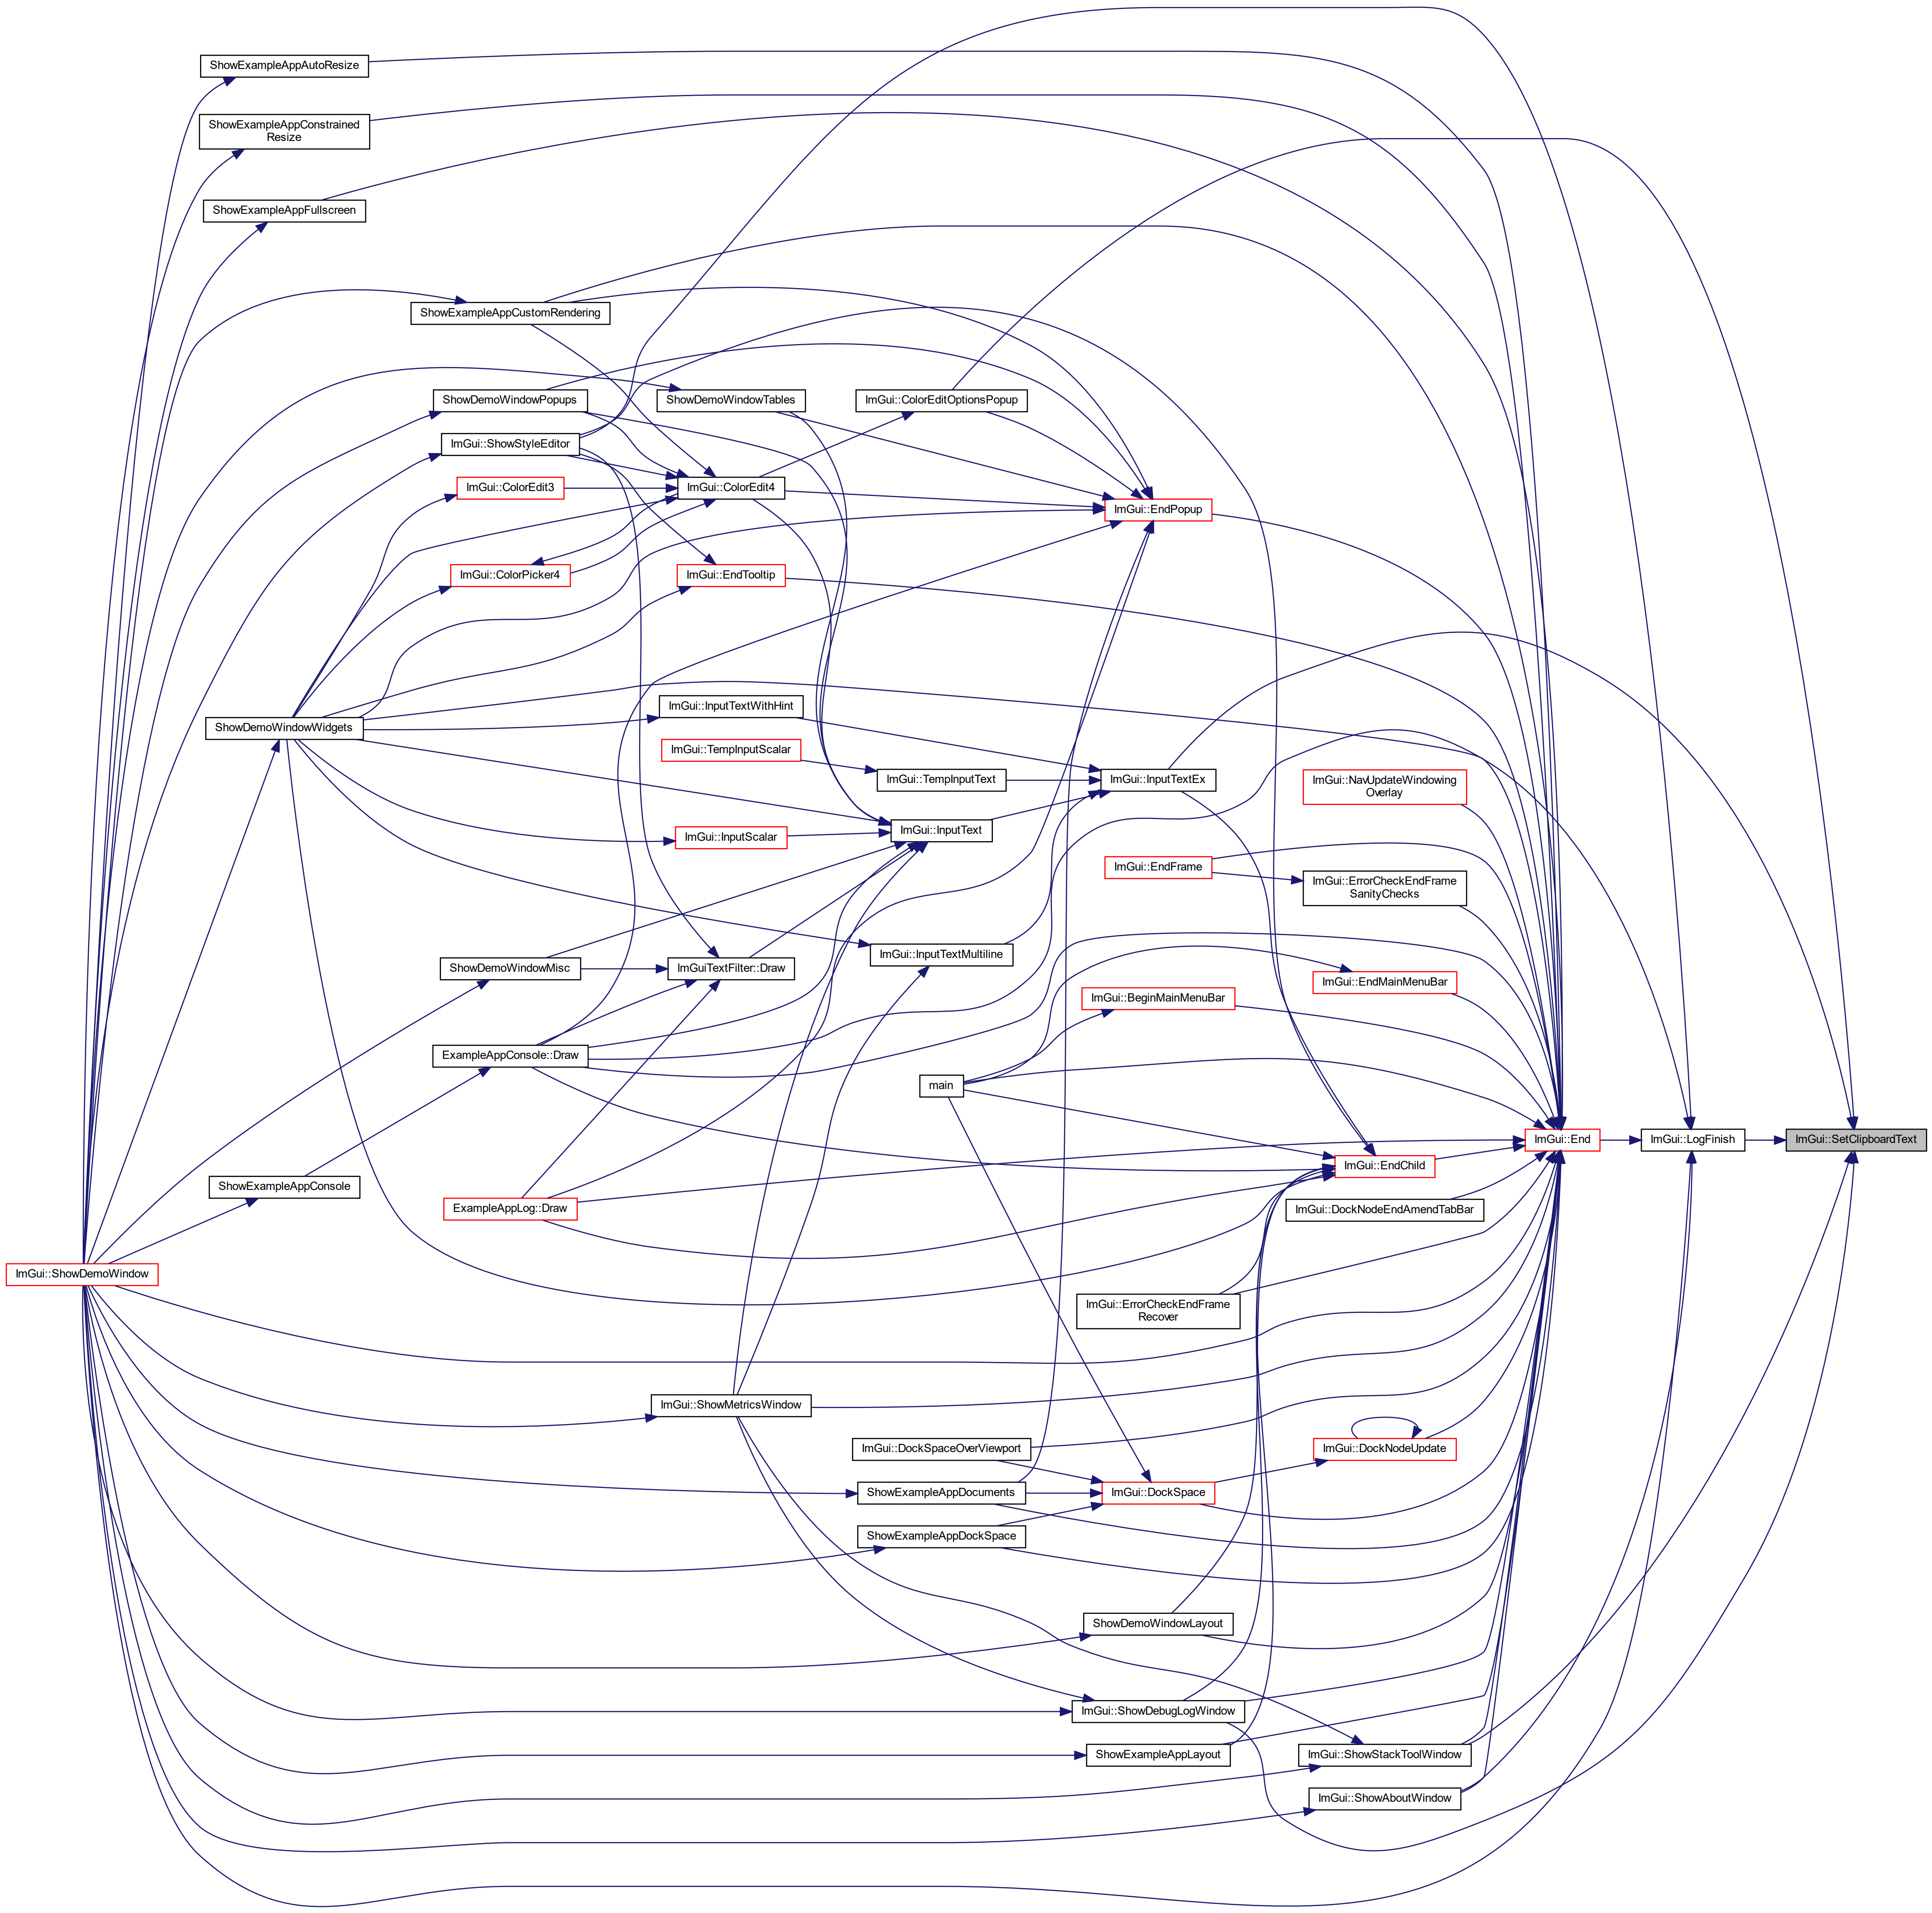 ShowExampleAppAutoResize
ShowExampleAppConstrained
Resize
ShowExampleAppFullscreen
ShowExampleAppCustomRendering
ShowDemoWindowPopups
ShowDemoWindowTables
ImGui::ColorEditOptionsPopup
ImGui::ShowStyleEditor
ImGui::ColorEdit3
ImGui::ColorEdit4
ImGui::EndPopup
ImGui::ColorPicker4
ImGui::EndTooltip
ShowDemoWindowWidgets
ImGui::InputTextWithHint
ImGui::TempInputScalar
ImGui::TempInputText
ImGui::InputTextEx
ImGui::NavUpdateWindowing
Overlay
ImGui::InputScalar
ImGui::InputText
ImGui::EndFrame
ImGui::ErrorCheckEndFrame
SanityChecks
ShowDemoWindowMisc
ImGuiTextFilter::Draw
ImGui::InputTextMultiline
ImGui::EndMainMenuBar
ImGui::BeginMainMenuBar
ExampleAppConsole::Draw
main
ImGui::End
ImGui::LogFinish
ImGui::SetClipboardText
ImGui::EndChild
ShowExampleAppConsole
ExampleAppLog::Draw
ImGui::DockNodeEndAmendTabBar
ImGui::ShowDemoWindow
ImGui::ErrorCheckEndFrame
Recover
ImGui::ShowMetricsWindow
ImGui::DockSpaceOverViewport
ImGui::DockNodeUpdate
ShowExampleAppDocuments
ImGui::DockSpace
ShowExampleAppDockSpace
ShowDemoWindowLayout
ImGui::ShowDebugLogWindow
ShowExampleAppLayout
ImGui::ShowStackToolWindow
ImGui::ShowAboutWindow